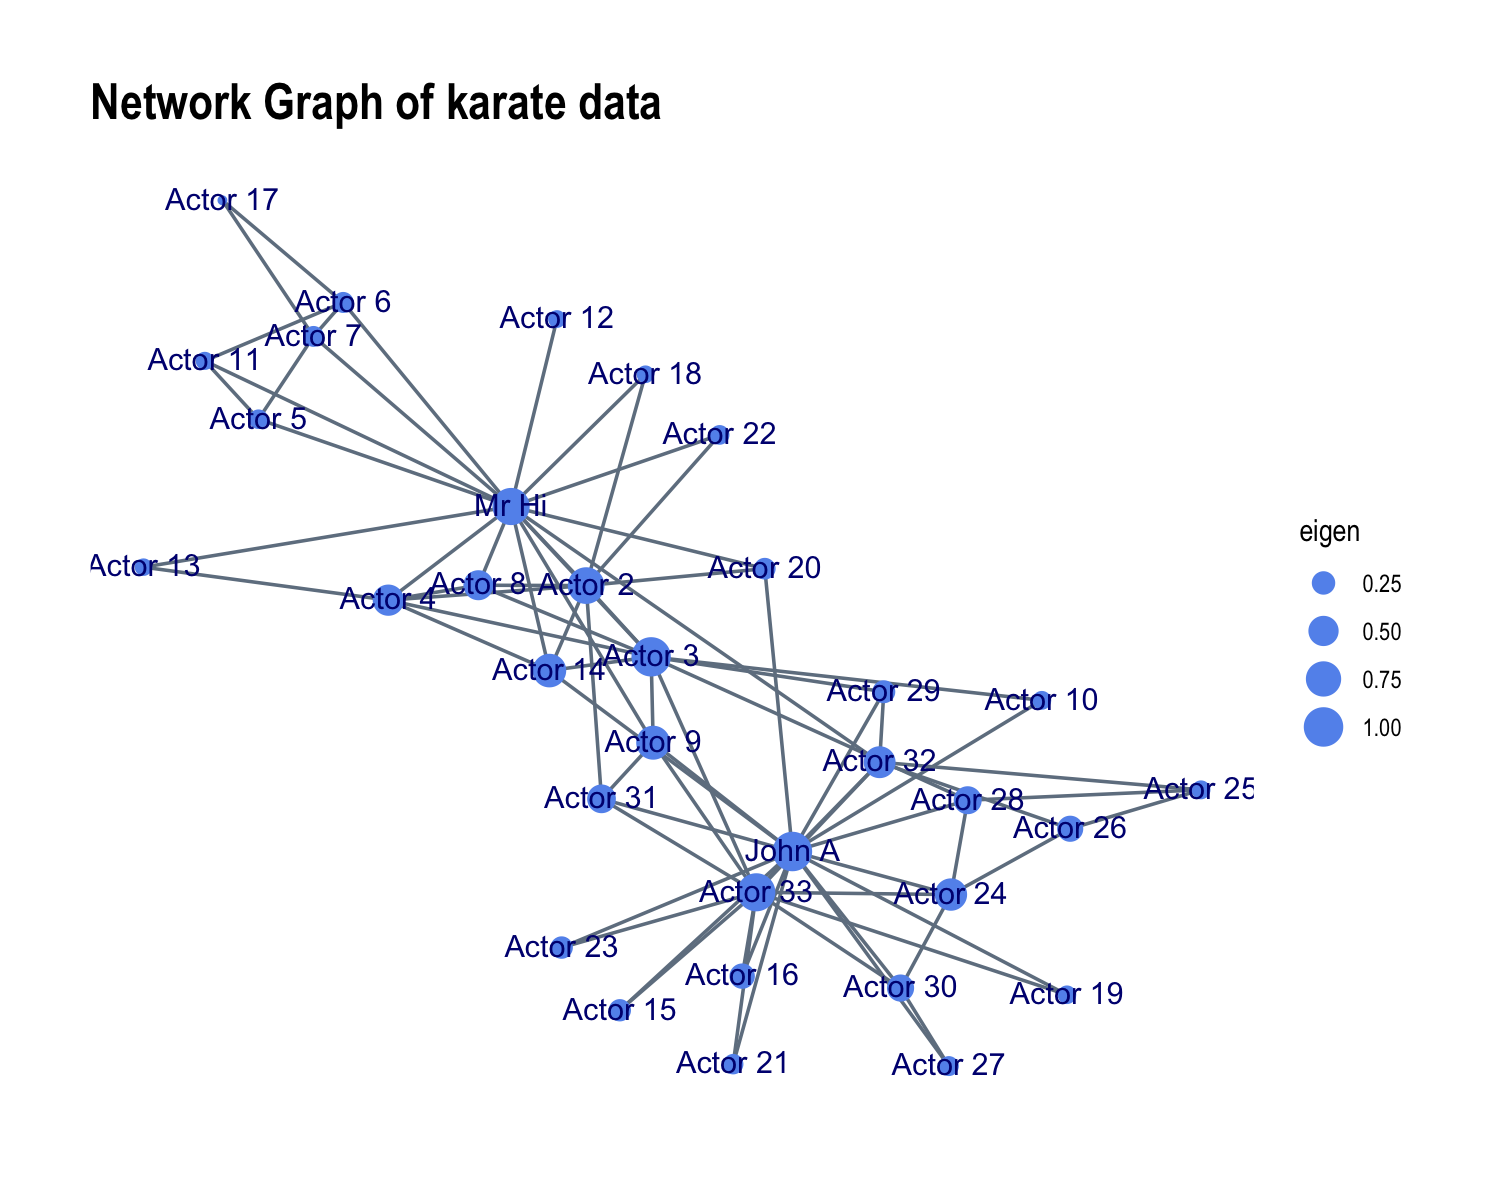 Network Graph of karate data
Actor 17
Actor 6
Actor 12
Actor 7
Actor 11
Actor 18
Actor 5
Actor 22
Mr Hi
eigen
Actor 13
Actor 20
0.25
Actor 8
Actor 2
Actor 4
0.50
Actor 3
Actor 14
0.75
Actor 29
Actor 10
1.00
Actor 9
Actor 32
Actor 25
Actor 31
Actor 28
Actor 26
John A
Actor 33
Actor 24
Actor 23
Actor 16
Actor 30
Actor 19
Actor 15
Actor 21
Actor 27